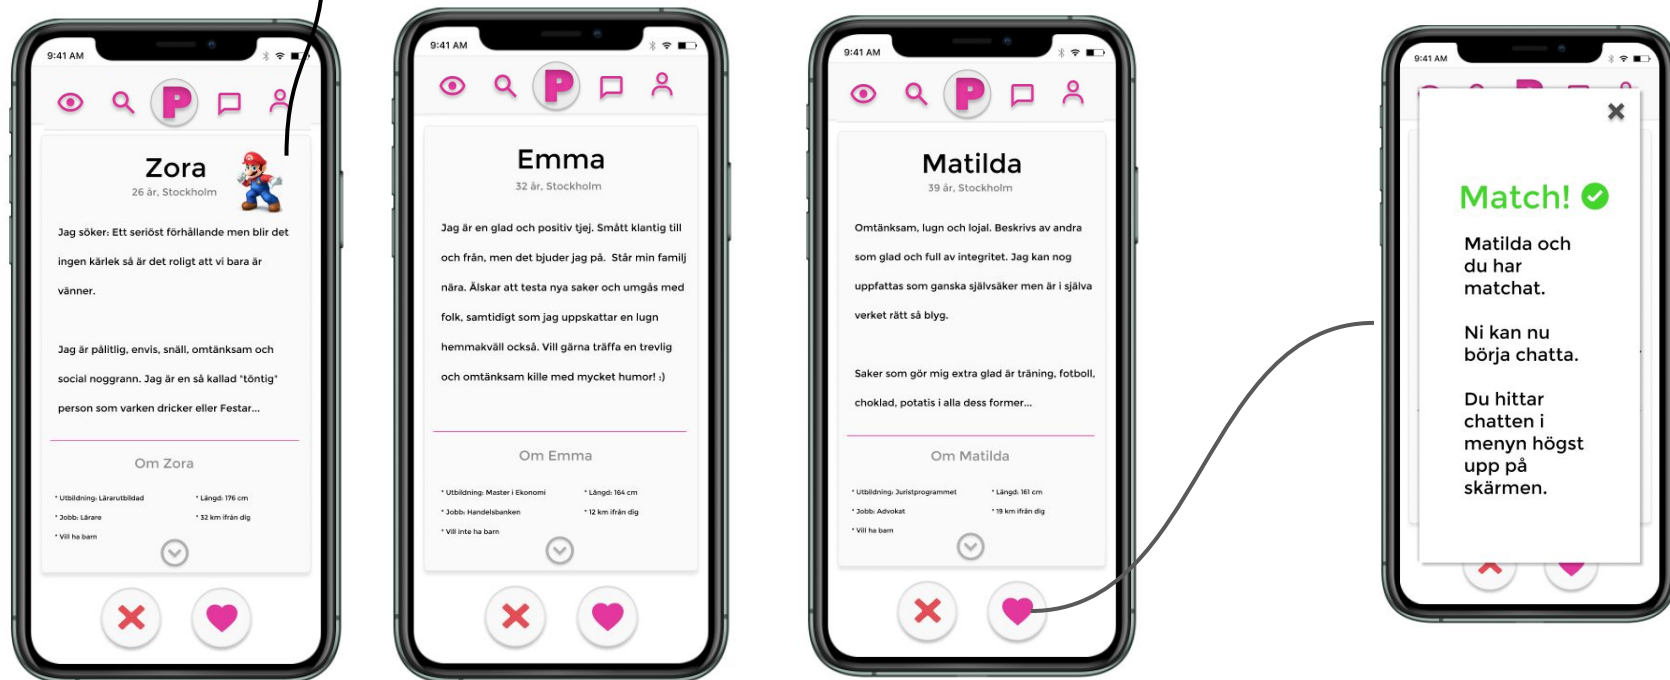 9:41 AM
P
Zora
26 år, Stockholm
Jag söker: Ett seriöst förhållande men blir det
ingen kärlek så är det roligt att vi bara är
vänner.
Jag är pålitlig, envis, snäll, omtänksam och
social noggrann. Jag är en så kallad "töntig"
person som varken dricker eller Festar...
Om Zora
* Utbildning: Lärarutbildad
* Längd: 176 cm
* Jobb: Lärare
* 32 km ifrån dig
* Vill ha barn
9:41 AM
P
Emma
32 år, Stockholm
Jag är en glad och positiv tjej. Smått klantig till
och från, men det bjuder jag på. Står min familj
nära. Älskar att testa nya saker och umgås med
folk, samtidigt som jag uppskattar en lugn
hemmakväll också. Vill gärna träffa en trevlig
och omtänksam kille med mycket humor! ;)
Om Emma
* Utbildning: Master i Ekonomi
* Längd: 164 cm
* Jobb: Handelsbanken
* 12 km ifrån dig
* Vill inte ha barn
9:41 AM
P
Matilda
39 år, Stockholm
Omtänksam, lugn och lojal. Beskrivs av andra
som glad och full av integritet. Jag kan nog
uppfattas som ganska självsäker men är i själva
verket rätt så blyg.
Saker som gör mig extra glad är träning, fotboll,
choklad, potatis i alla dess former...
Om Matilda
* Utbildning: Juristprogrammet
* Längd: 161 cm
* Jobb: Advokat
* 19 km ifrån dig
* Vill ha barn
9:41 AM
Match!
Matilda och
du har
matchat.
Ni kan nu
börja chatta.
Du hittar
chatten i
menyn högst
upp på
skärmen.